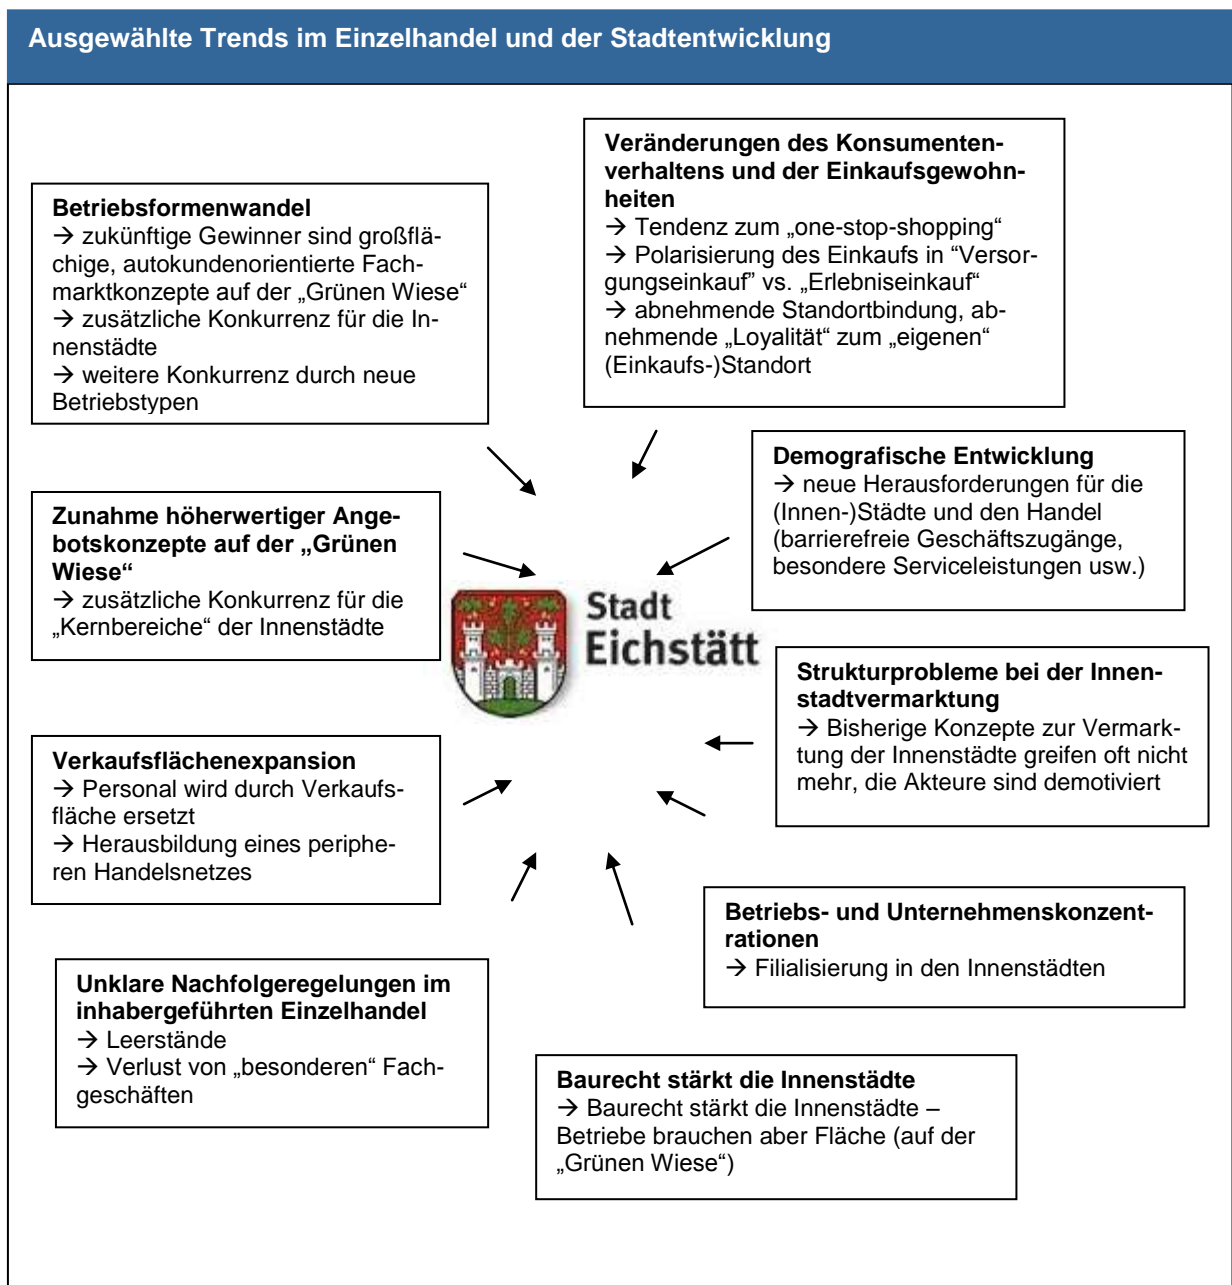 Ausgewählte Trends im Einzelhandel und der Stadtentwicklung
Veränderungen des Konsumenten-
verhaltens und der Einkaufsgewohn-
heiten
→ Tendenz zum „one-stop-shopping“
→ Polarisierung des Einkaufs in “Versor-
gungseinkauf” vs. „Erlebniseinkauf“
→ abnehmende Standortbindung, ab-
nehmende „Loyalität“ zum „eigenen“
(Einkaufs-)Standort
Betriebsformenwandel
→ zukünftige Gewinner sind großflä-
chige, autokundenorientierte Fach-
marktkonzepte auf der „Grünen Wiese“
→ zusätzliche Konkurrenz für die In-
nenstädte
→ weitere Konkurrenz durch neue
Betriebstypen
Demografische Entwicklung
→ neue Herausforderungen für die
(Innen-)Städte und den Handel
(barrierefreie Geschäftszugänge,
besondere Serviceleistungen usw.)
Zunahme höherwertiger Ange-
botskonzepte auf der „Grünen
Wiese“
→ zusätzliche Konkurrenz für die
„Kernbereiche“ der Innenstädte
Stadt
Eichstätt
Strukturprobleme bei der Innen-
stadtvermarktung
→ Bisherige Konzepte zur Vermark-
tung der Innenstädte greifen oft nicht
mehr, die Akteure sind demotiviert
Verkaufsflächenexpansion
→ Personal wird durch Verkaufs-
fläche ersetzt
→ Herausbildung eines periphe-
ren Handelsnetzes
Betriebs- und Unternehmenskonzent-
rationen
→ Filialisierung in den Innenstädten
Unklare Nachfolgeregelungen im
inhabergeführten Einzelhandel
→ Leerstände
→ Verlust von „besonderen“ Fach-
geschäften
Baurecht stärkt die Innenstädte
→ Baurecht stärkt die Innenstädte –
Betriebe brauchen aber Fläche (auf der
„Grünen Wiese“)